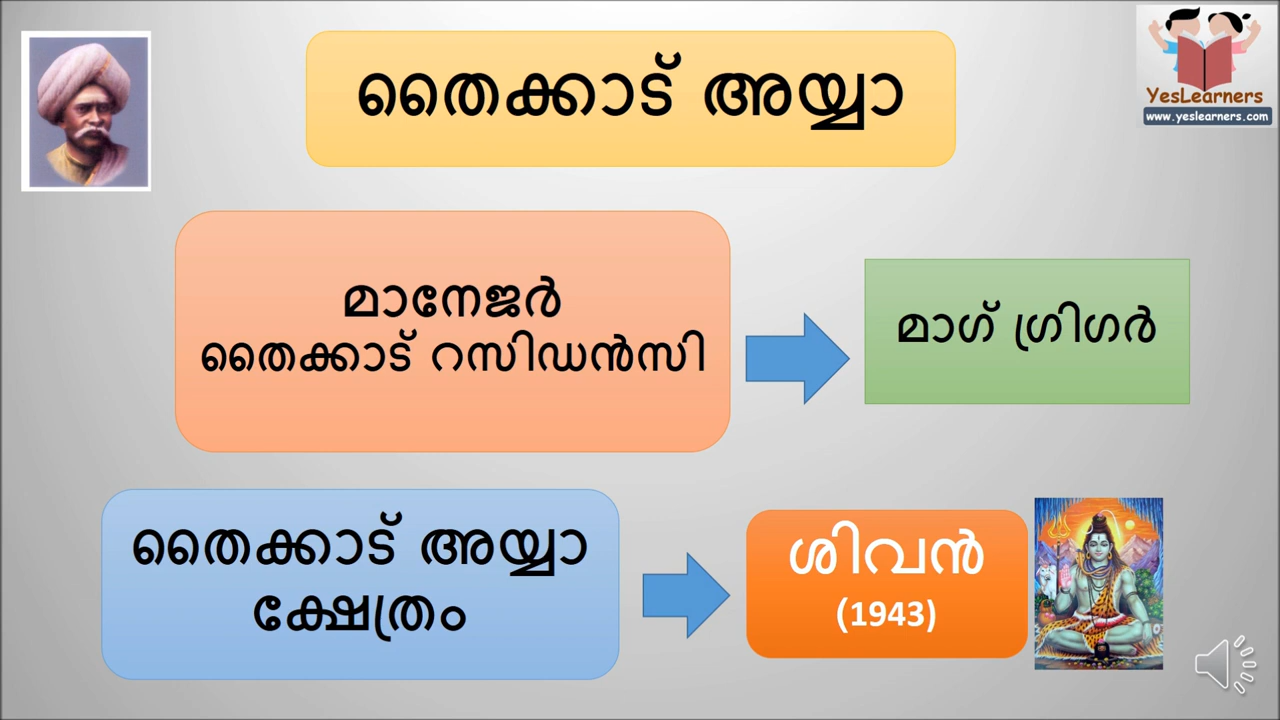 തൈക്കാട് അയ്യാ
YesLearners
www.yeslearners.com
മാനേജർ
തൈക്കാട് റസിഡൻസി
മാഗ് ഗ്രിഗർ
തൈക്കാട് അയ്യാ
ക്ഷേത്രം
ശിവൻ
(1943)